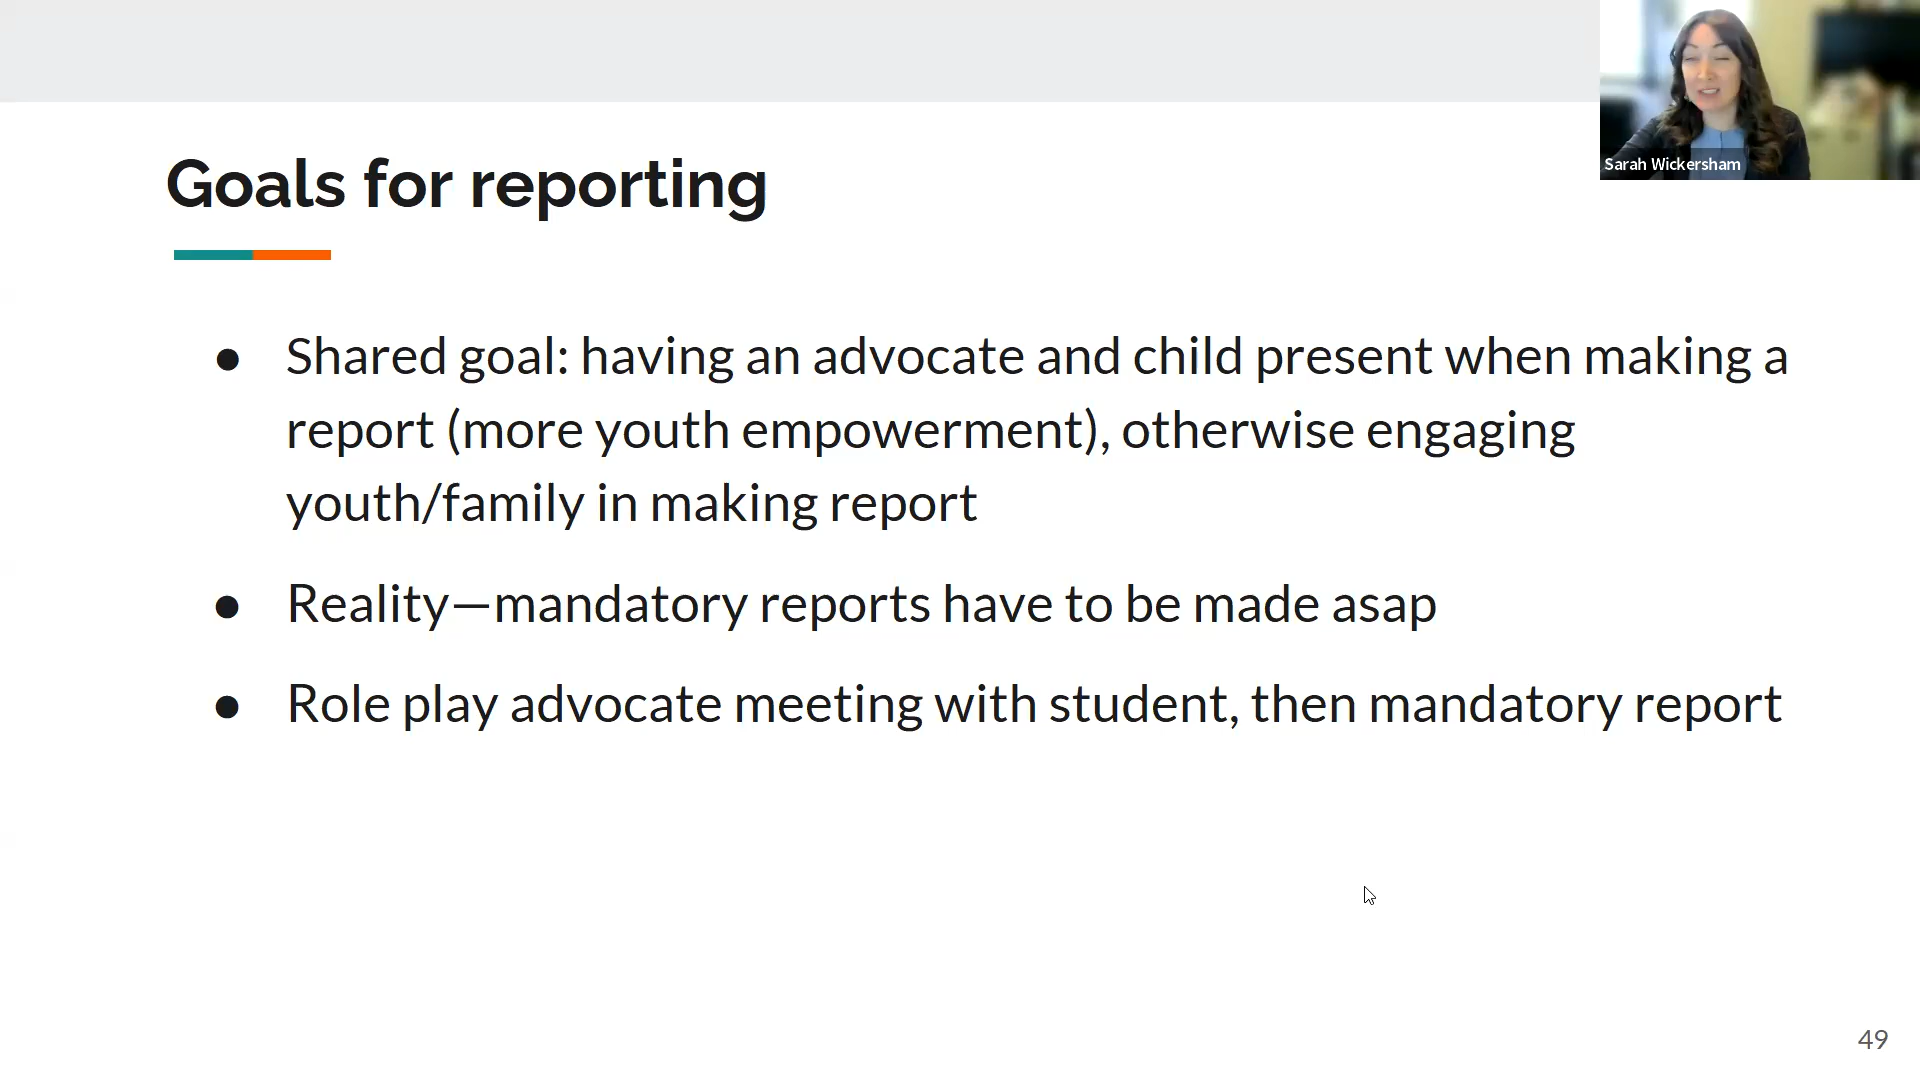 Sarah Wickersham
Goals for reporting
● Shared goal: having an advocate and child present when making a
report (more youth empowerment), otherwise engaging
youth/family in making report
● Reality—mandatory reports have to be made asap
● Role play advocate meeting with student, then mandatory report
49